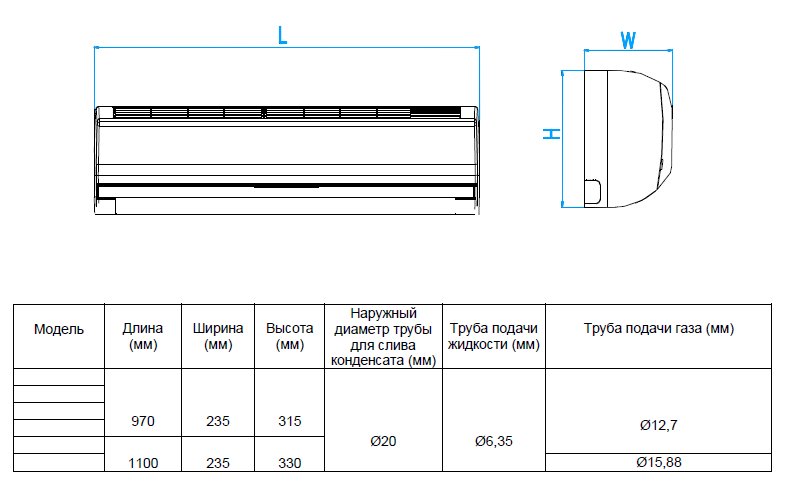 L
W
H
Модель
Длина
(мм)
Ширина
(мм)
Высота
(мм)
Наружный
диаметр трубы
для слива
конденсата (мм)
Труба подачи
жидкости (мм)
Труба подачи газа (мм)
970
235
315
Ø20
Ø6,35
Ø12,7
1100
235
330
Ø15,88